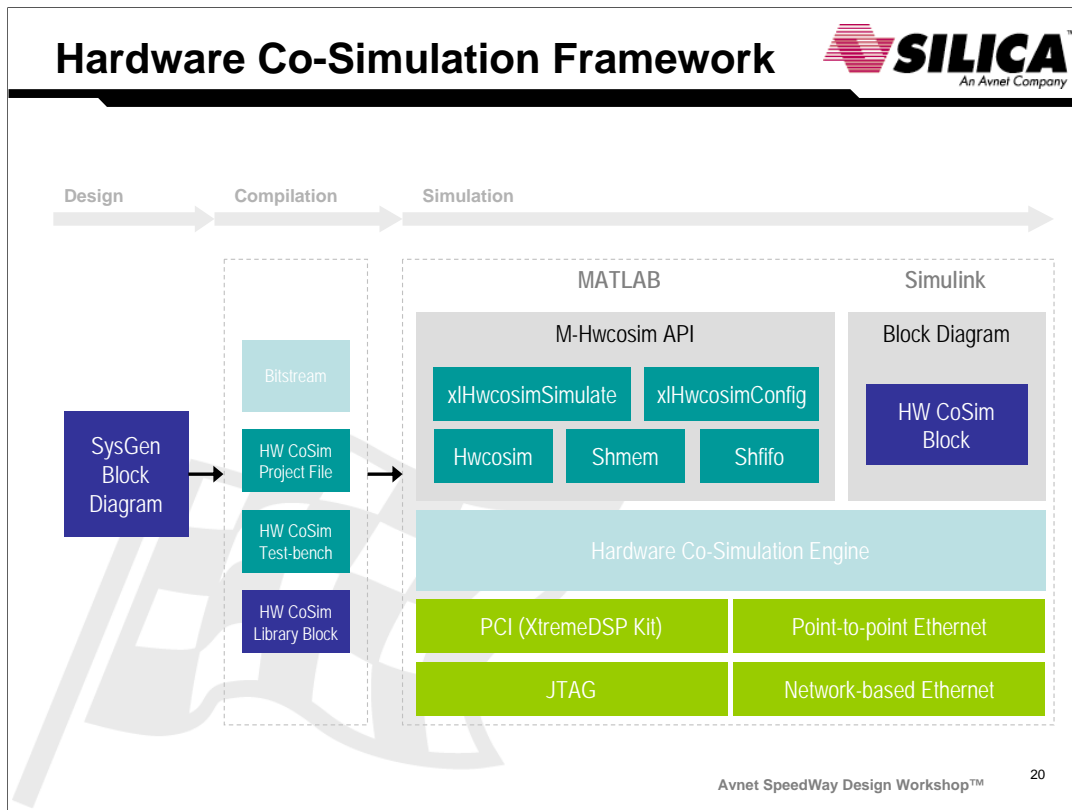 Hardware Co-Simulation Framework
SILICA™
An Avnet Company
Design
Compilation
Simulation
MATLAB
Simulink
M-Hwcosim API
Block Diagram
Bitstream
xlHwcosimSimulate
xlHwcosimConfig
HW CoSim
Block
SysGen
Block
Diagram
HW CoSim
Project File
Hwcosim
Shmem
Shfifo
HW CoSim
Test-bench
Hardware Co-Simulation Engine
HW CoSim
Library Block
PCI (XtremeDSP Kit)
Point-to-point Ethernet
JTAG
Network-based Ethernet
Avnet SpeedWay Design Workshop™
20